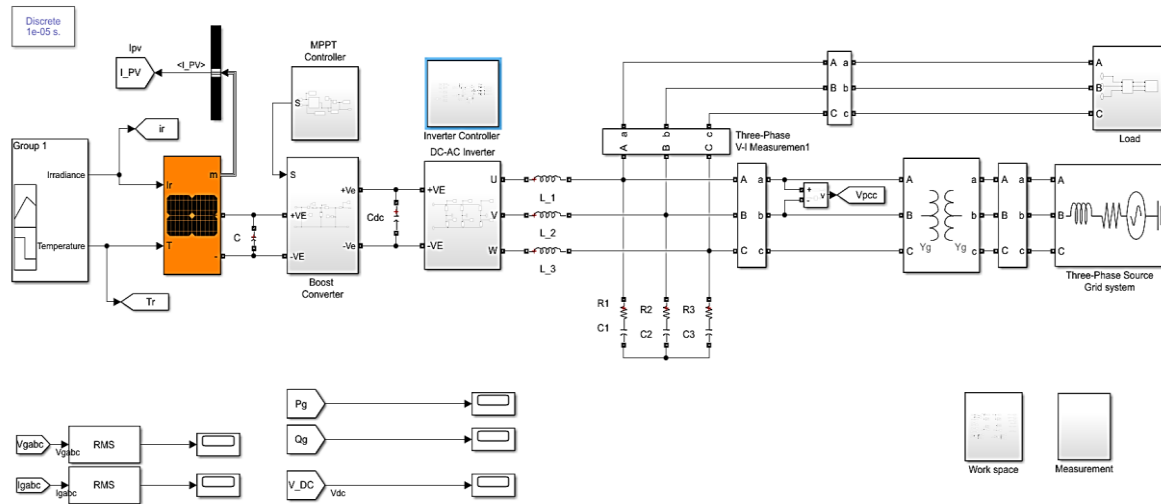 Discrete
1e-05 s.
Ipv
I_PV
<I_PV>
MPPT
Controller
S
Inverter Controller
DC-AC Inverter
ir
Group 1
Irradiance
Temperature
Ir
T
m
+
-
Tr
C
S
+VE
-VE
+Ve
-Ve
Boost
Converter
Cdc
+VE
-VE
U
V
W
L_1
L_2
L_3
a
b
c
A
B
C
Three-Phase
V-I Measuremen1
A
B
C
a
b
c
A
B
C
Load
A
B
C
a
b
c
+
-
v
Vpcc
A
B
C
a
b
c
Yg
Yg
A
B
C
a
b
c
A
B
C
Three-Phase Source
Grid system
R1
C1
R2
C2
R3
C3
Vgabc
Vgabc
RMS
Igabc
Igabc
RMS
Pg
Qg
V_DC
Vdc
Work space
Measurement